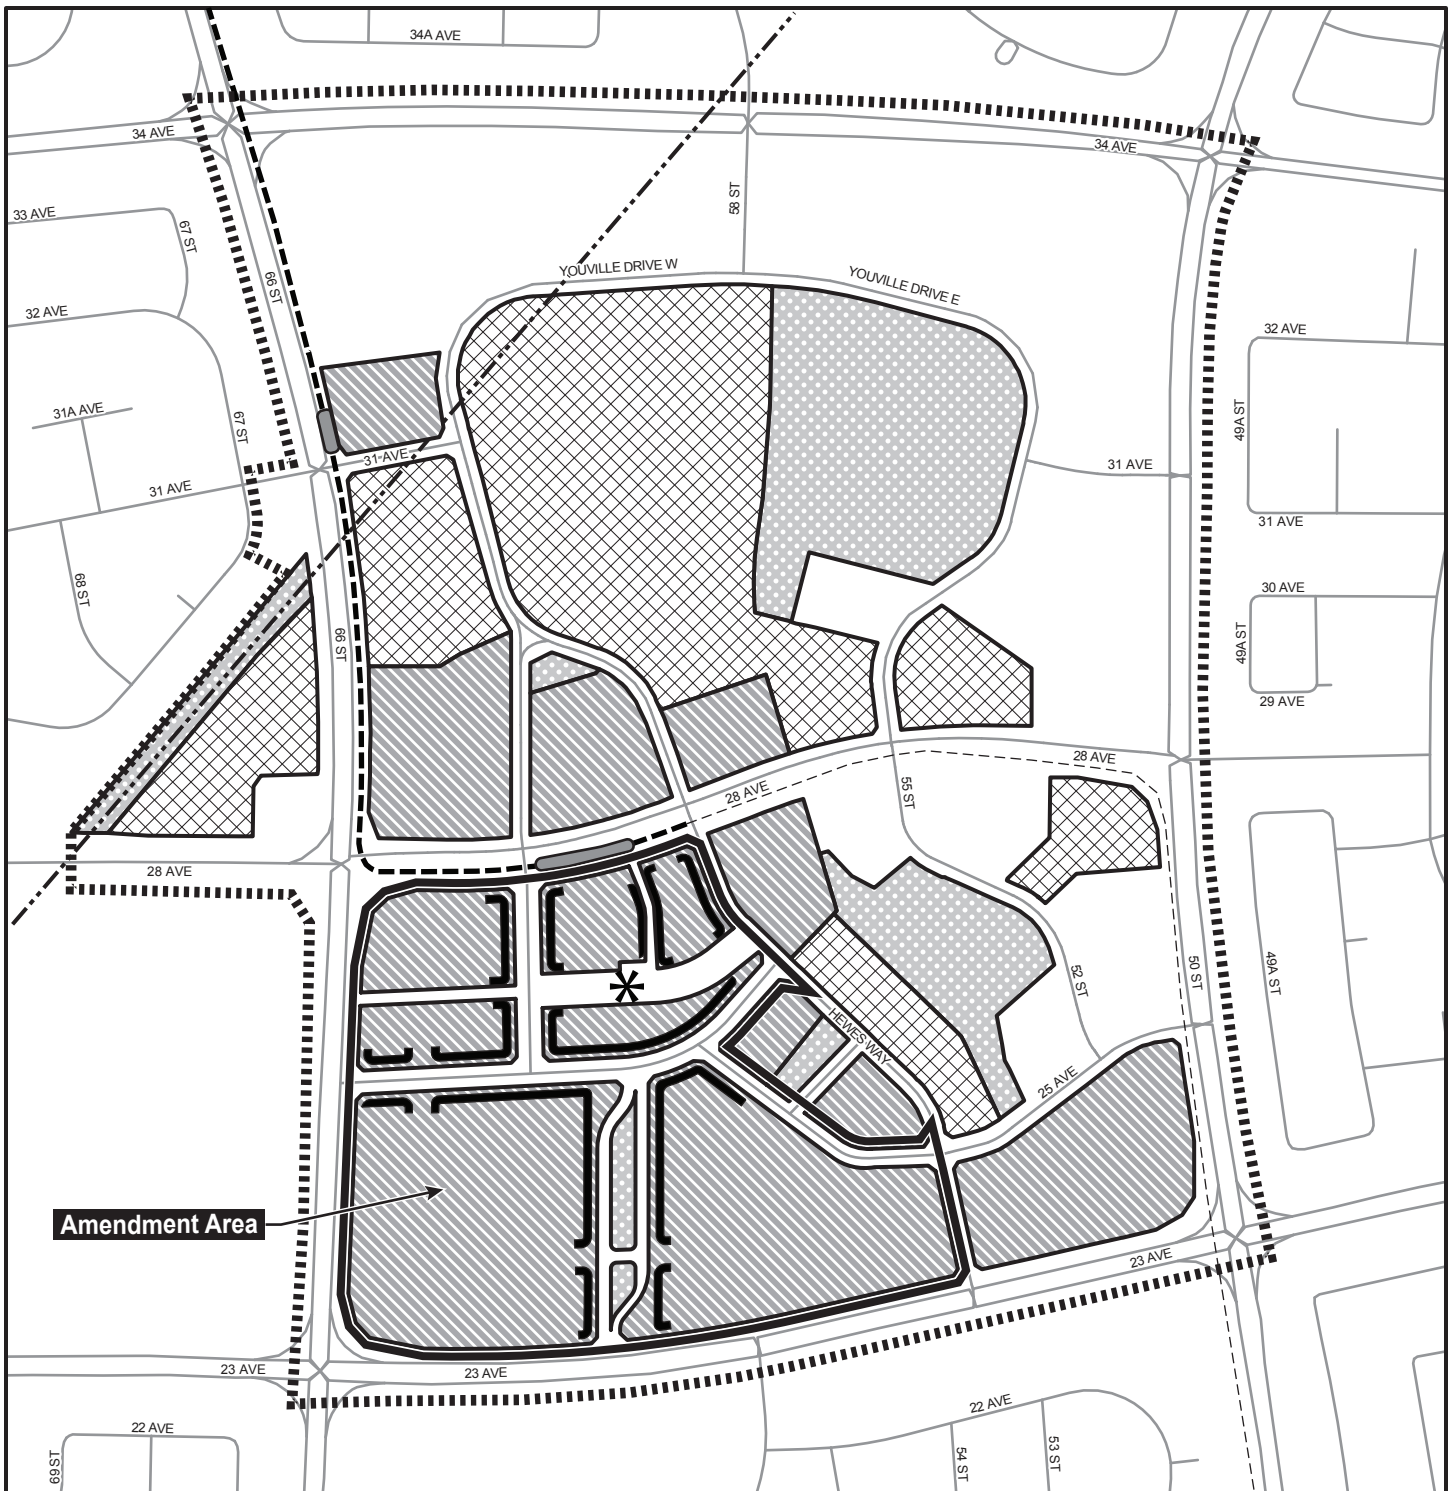 34A AVE
34 AVE
34 AVE
33 AVE
67 ST
58 ST
66 ST
YOUVILLE DRIVE W
YOUVILLE DRIVE E
32 AVE
32 AVE
31A AVE
67 ST
49A ST
31 AVE
31 AVE
31 AVE
31 AVE
68 ST
30 AVE
66 ST
49A ST
29 AVE
28 AVE
28 AVE
55 ST
28 AVE
52 ST
50 ST
49A ST
HEWES WAY
25 AVE
Amendment Area
23 AVE
23 AVE
23 AVE
22 AVE
22 AVE
69 ST
54 ST
53 ST